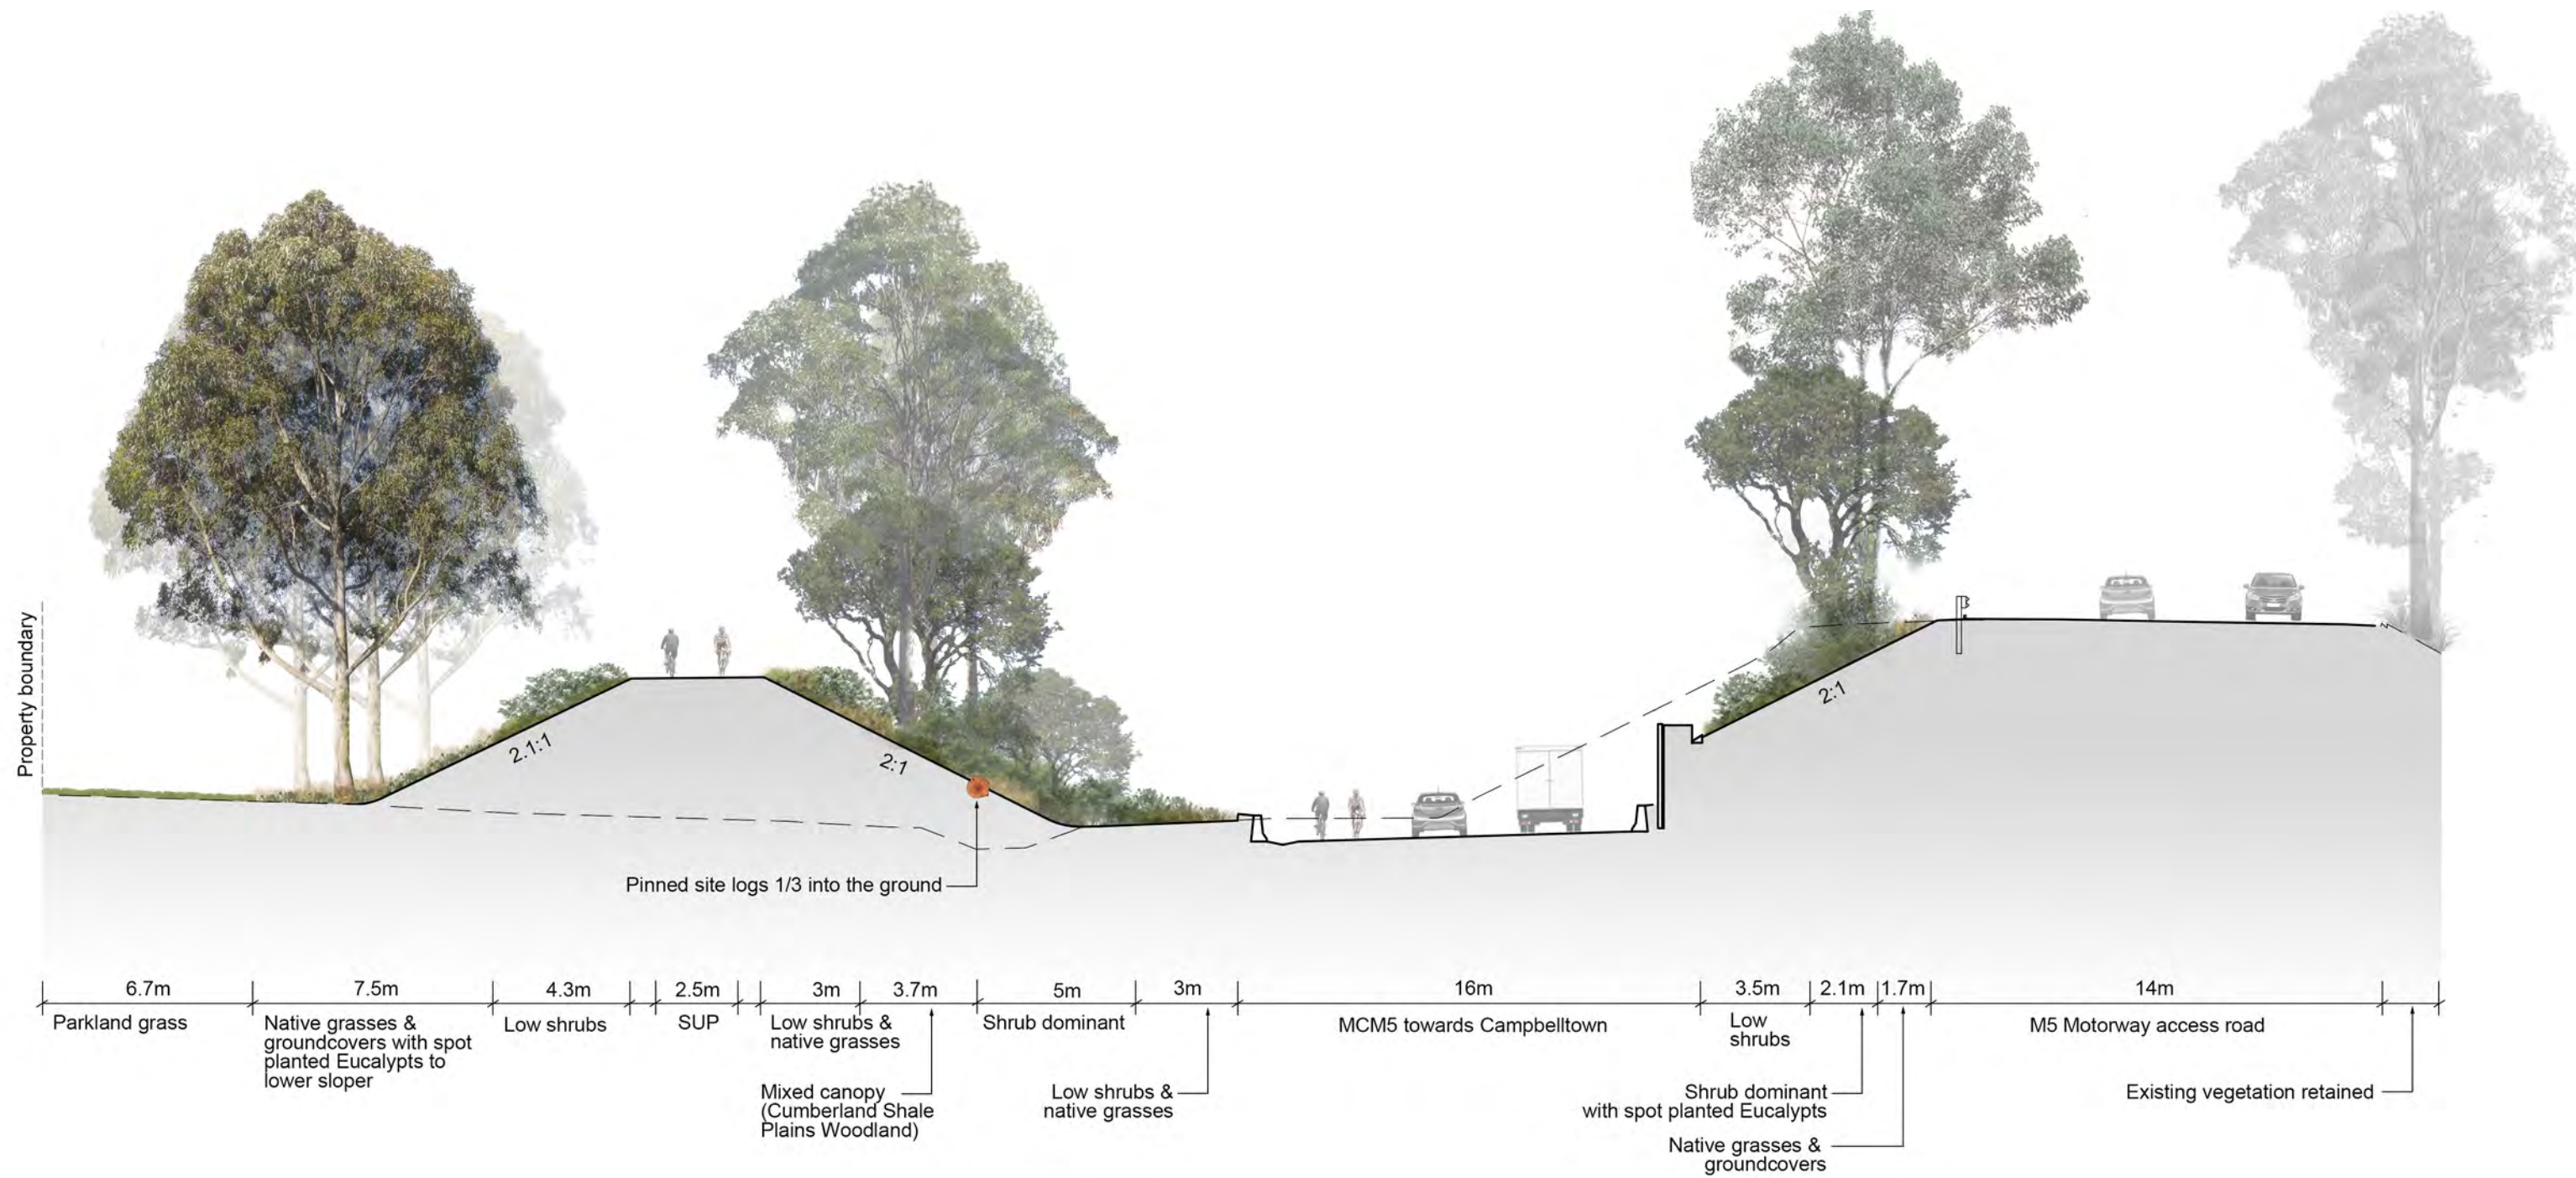 Property boundary
2.1:1
2:1
2:1
Pinned site logs 1/3 into the ground
6.7m
7.5m
4.3m
2.5m
3m
3.7m
5m
3m
16m
3.5m
2.1m
1.7m
14m
Parkland grass
Native grasses &
groundcovers with spot
planted Eucalypts to
lower sloper
Low shrubs
SUP
Low shrubs &
native grasses
Mixed canopy
(Cumberland Shale
Plains Woodland)
Shrub dominant
Low shrubs &
native grasses
MCM5 towards Campbelltown
Low
shrubs
Shrub dominant
with spot planted Eucalypts
Native grasses &
groundcovers
M5 Motorway access road
Existing vegetation retained